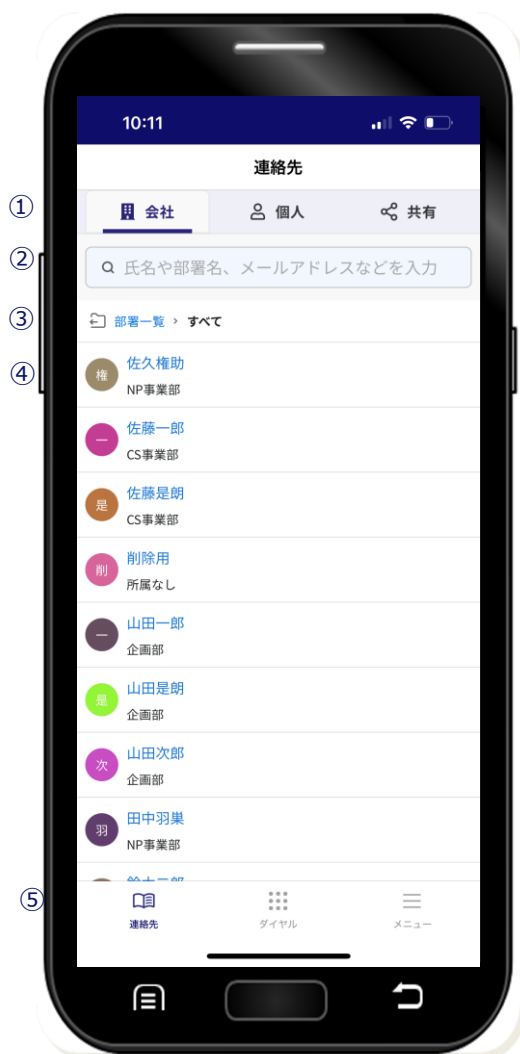 10:11
連絡先
① 会社 個人 共有
② 氏名や部署名、メールアドレスなどを入力
③ 部署一覧 › すべて
④ 権 佐久権助
NP事業部
一 佐藤一郎
CS事業部
是 佐藤是朗
CS事業部
削 削除用
所属なし
一 山田一郎
企画部
是 山田是朗
企画部
次 山田次郎
企画部
羽 田中羽巣
NP事業部
⑤ 連絡先 ダイヤル メニュー